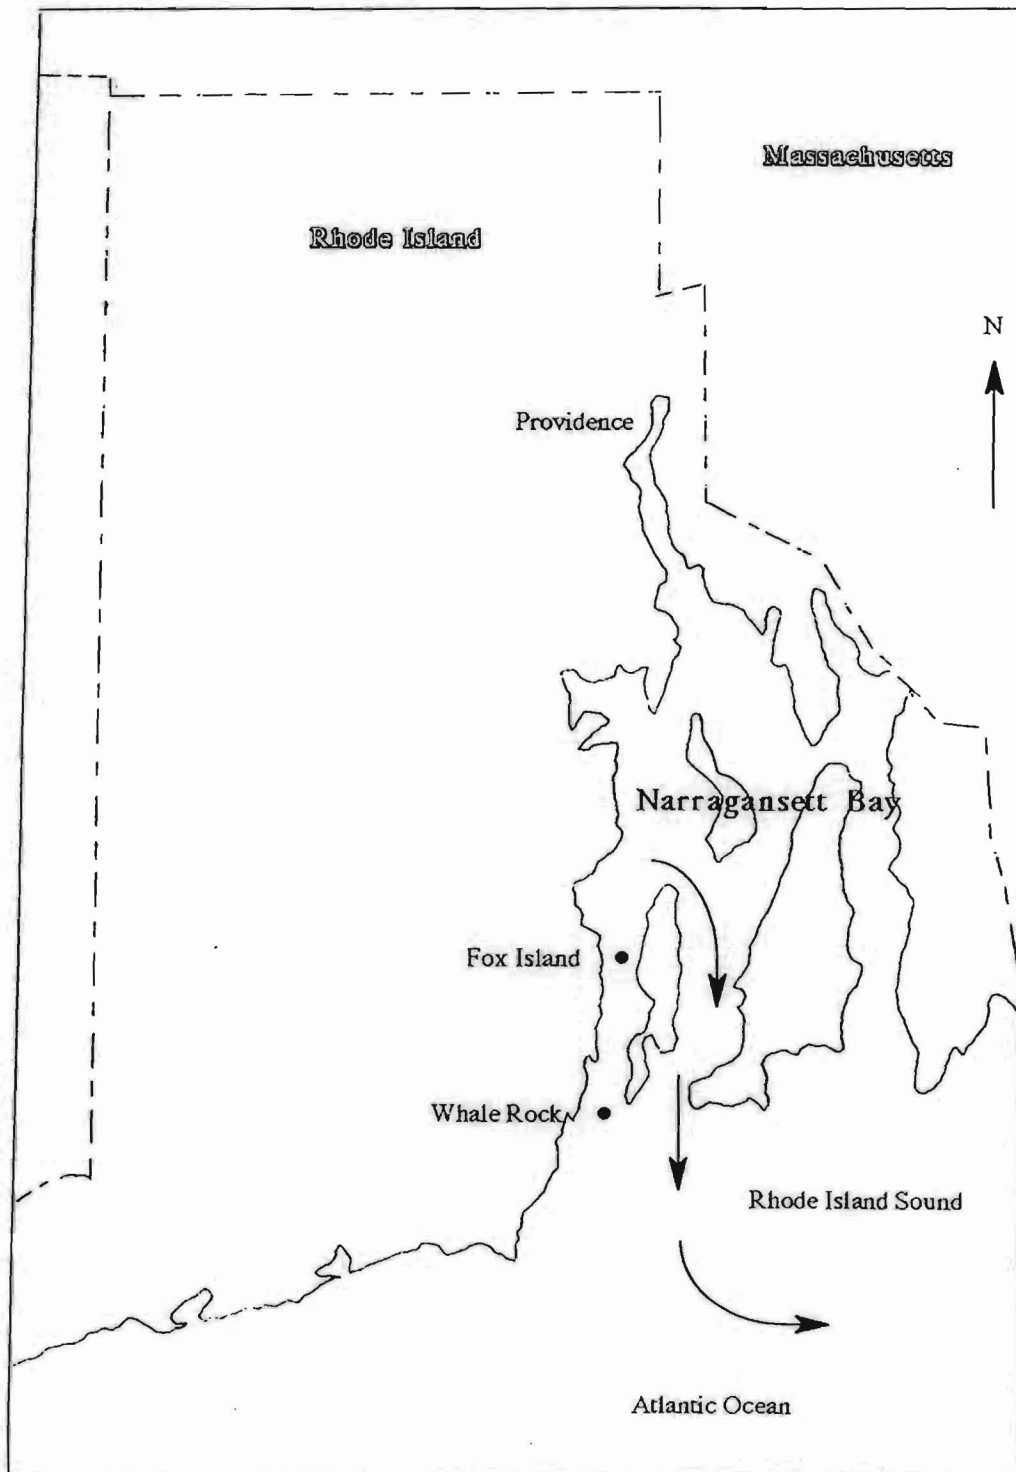 Massachusetts
Rhode Island
N
Providence
Narragansett Bay
Fox Island
Whale Rock
Rhode Island Sound
Atlantic Ocean